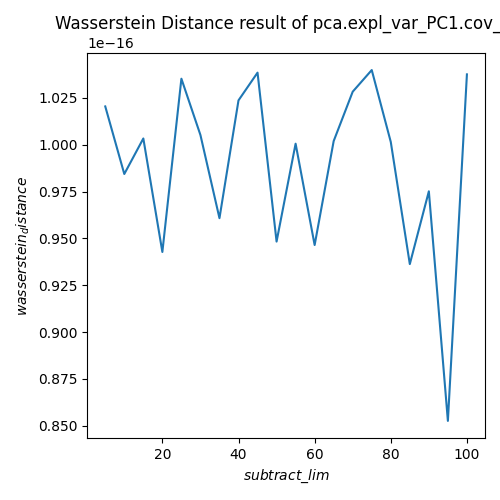 Wasserstein Distance result of pca.expl_var_PC1.cov_
1e−16
1.025
1.000
0.975
0.950
0.925
0.900
0.875
0.850
wasserstein_distance
20 40 60 80 100
subtract_lim